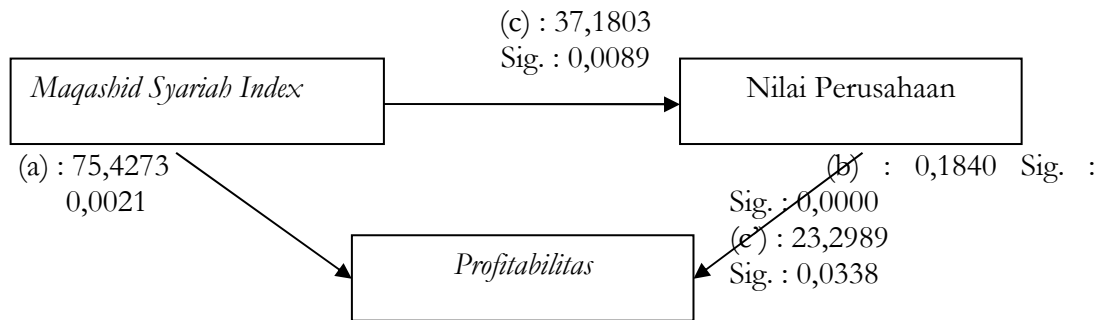 (c) : 37,1803
Sig. : 0,0089
Maqashid Syariah Index
Nilai Perusahaan
(a) : 75,4273
0,0021
(b) : 0,1840 Sig. :
Sig. : 0,0000
(c’) : 23,2989
Sig. : 0,0338
Profitabilitas